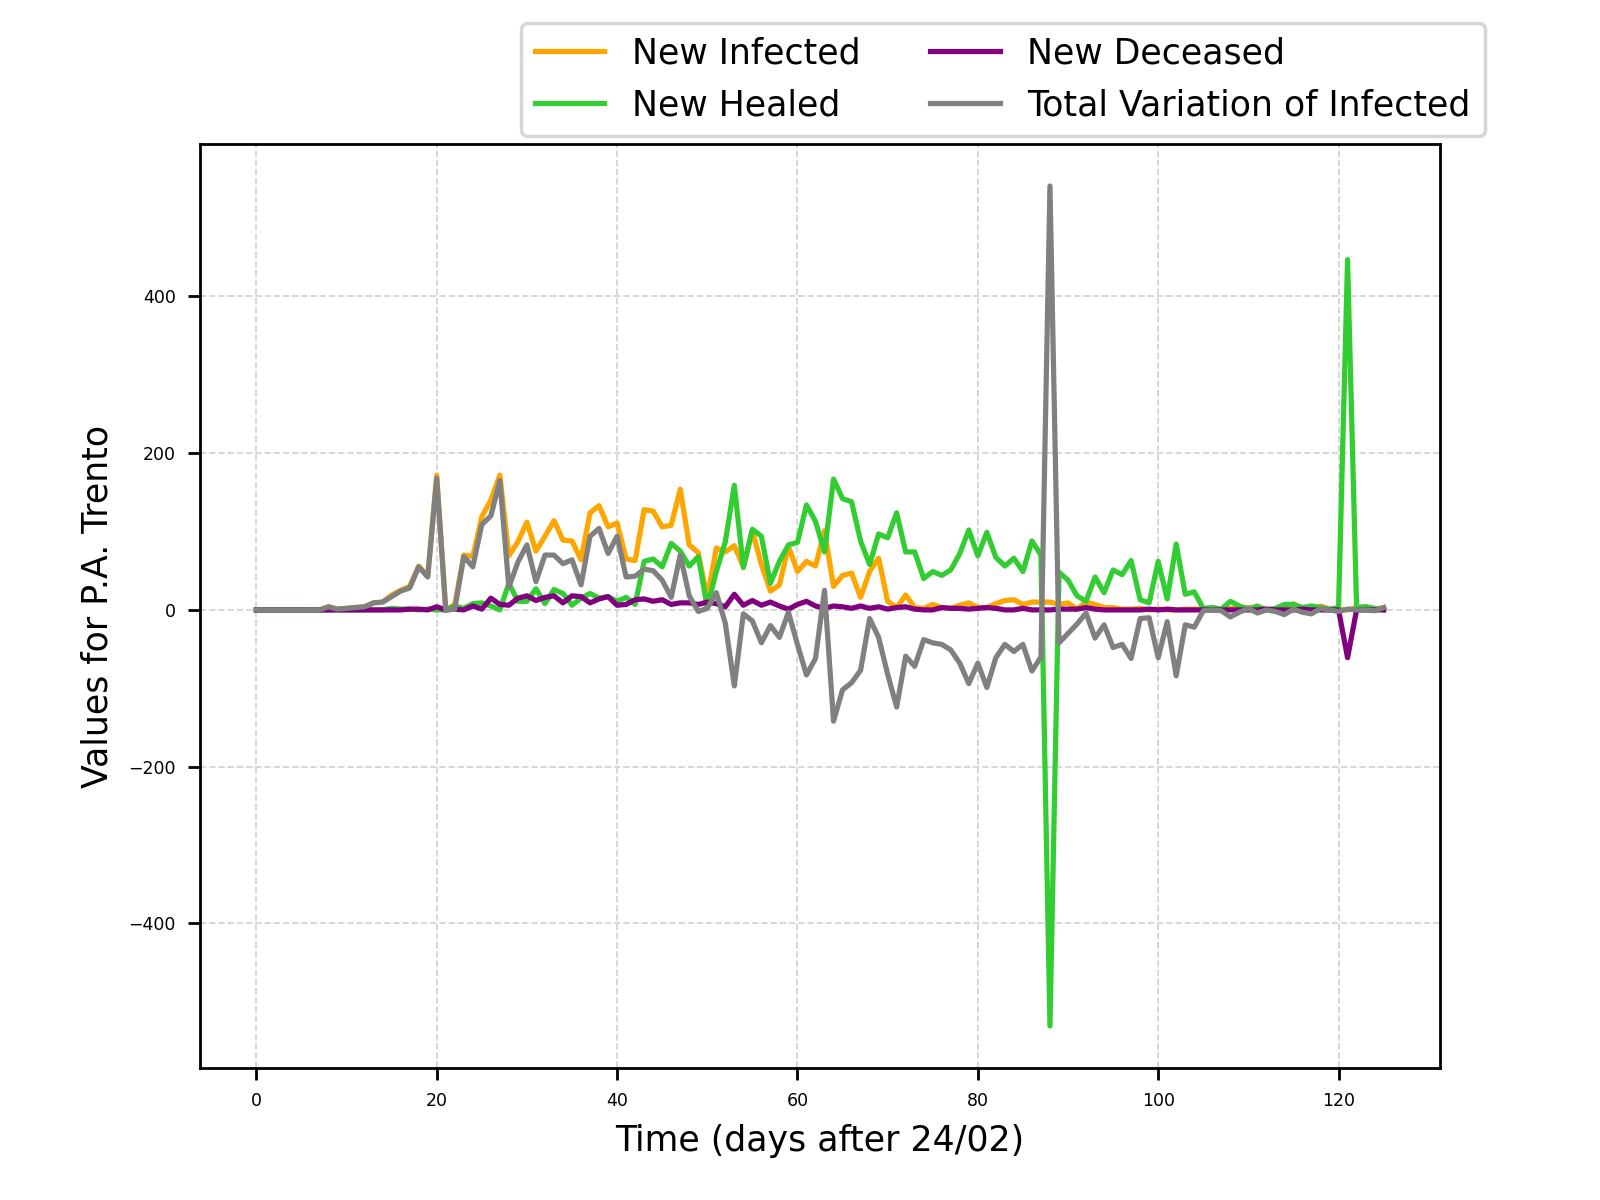 New Infected
New Healed
New Deceased
Total Variation of Infected
Values for P.A. Trento
400
200
0
−200
−400
0 20 40 60 80 100 120
Time (days after 24/02)